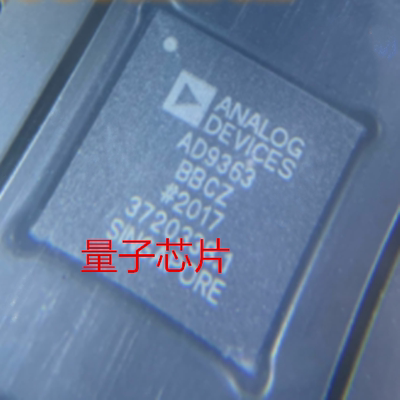 ANALOG
DEVICES
AD9363
BBCZ
#2017
量子芯片